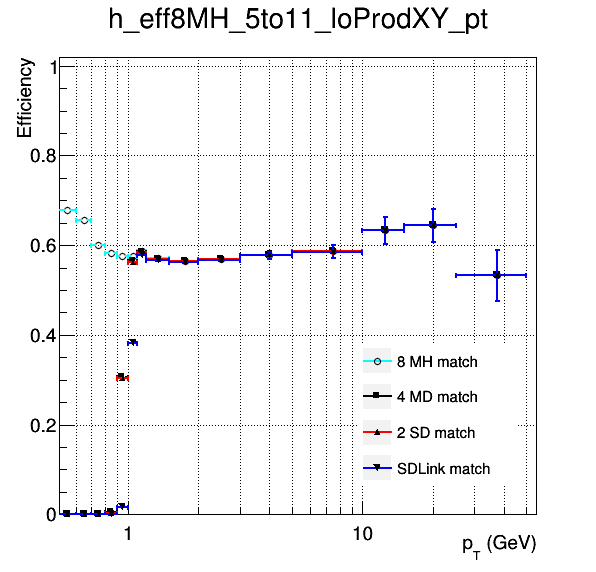 h_eff8MH_5to11_loProdXY_pt
Efficiency
1
0.8
0.6
0.4
0.2
0
8 MH match
4 MD match
2 SD match
SDLink match
1
10
p_T (GeV)